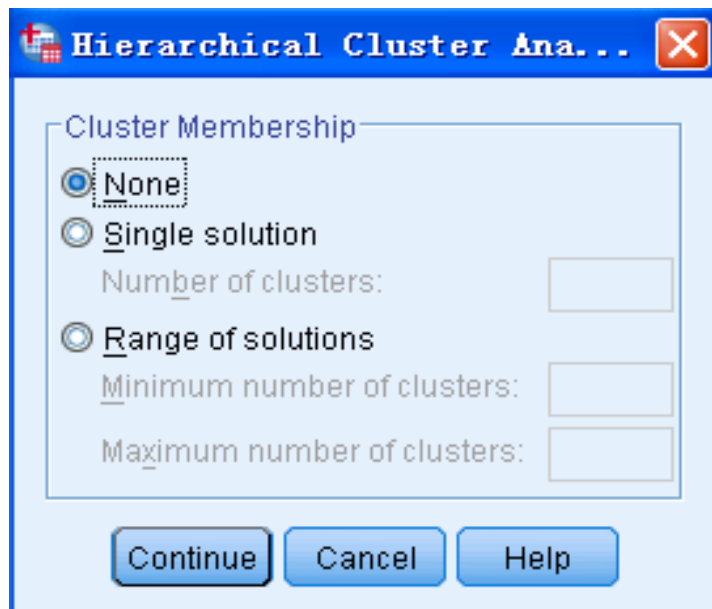 Hierarchical Cluster Ana...
Cluster Membership
None
Single solution
Number of clusters:
Range of solutions
Minimum number of clusters:
Maximum number of clusters:
Continue Cancel Help